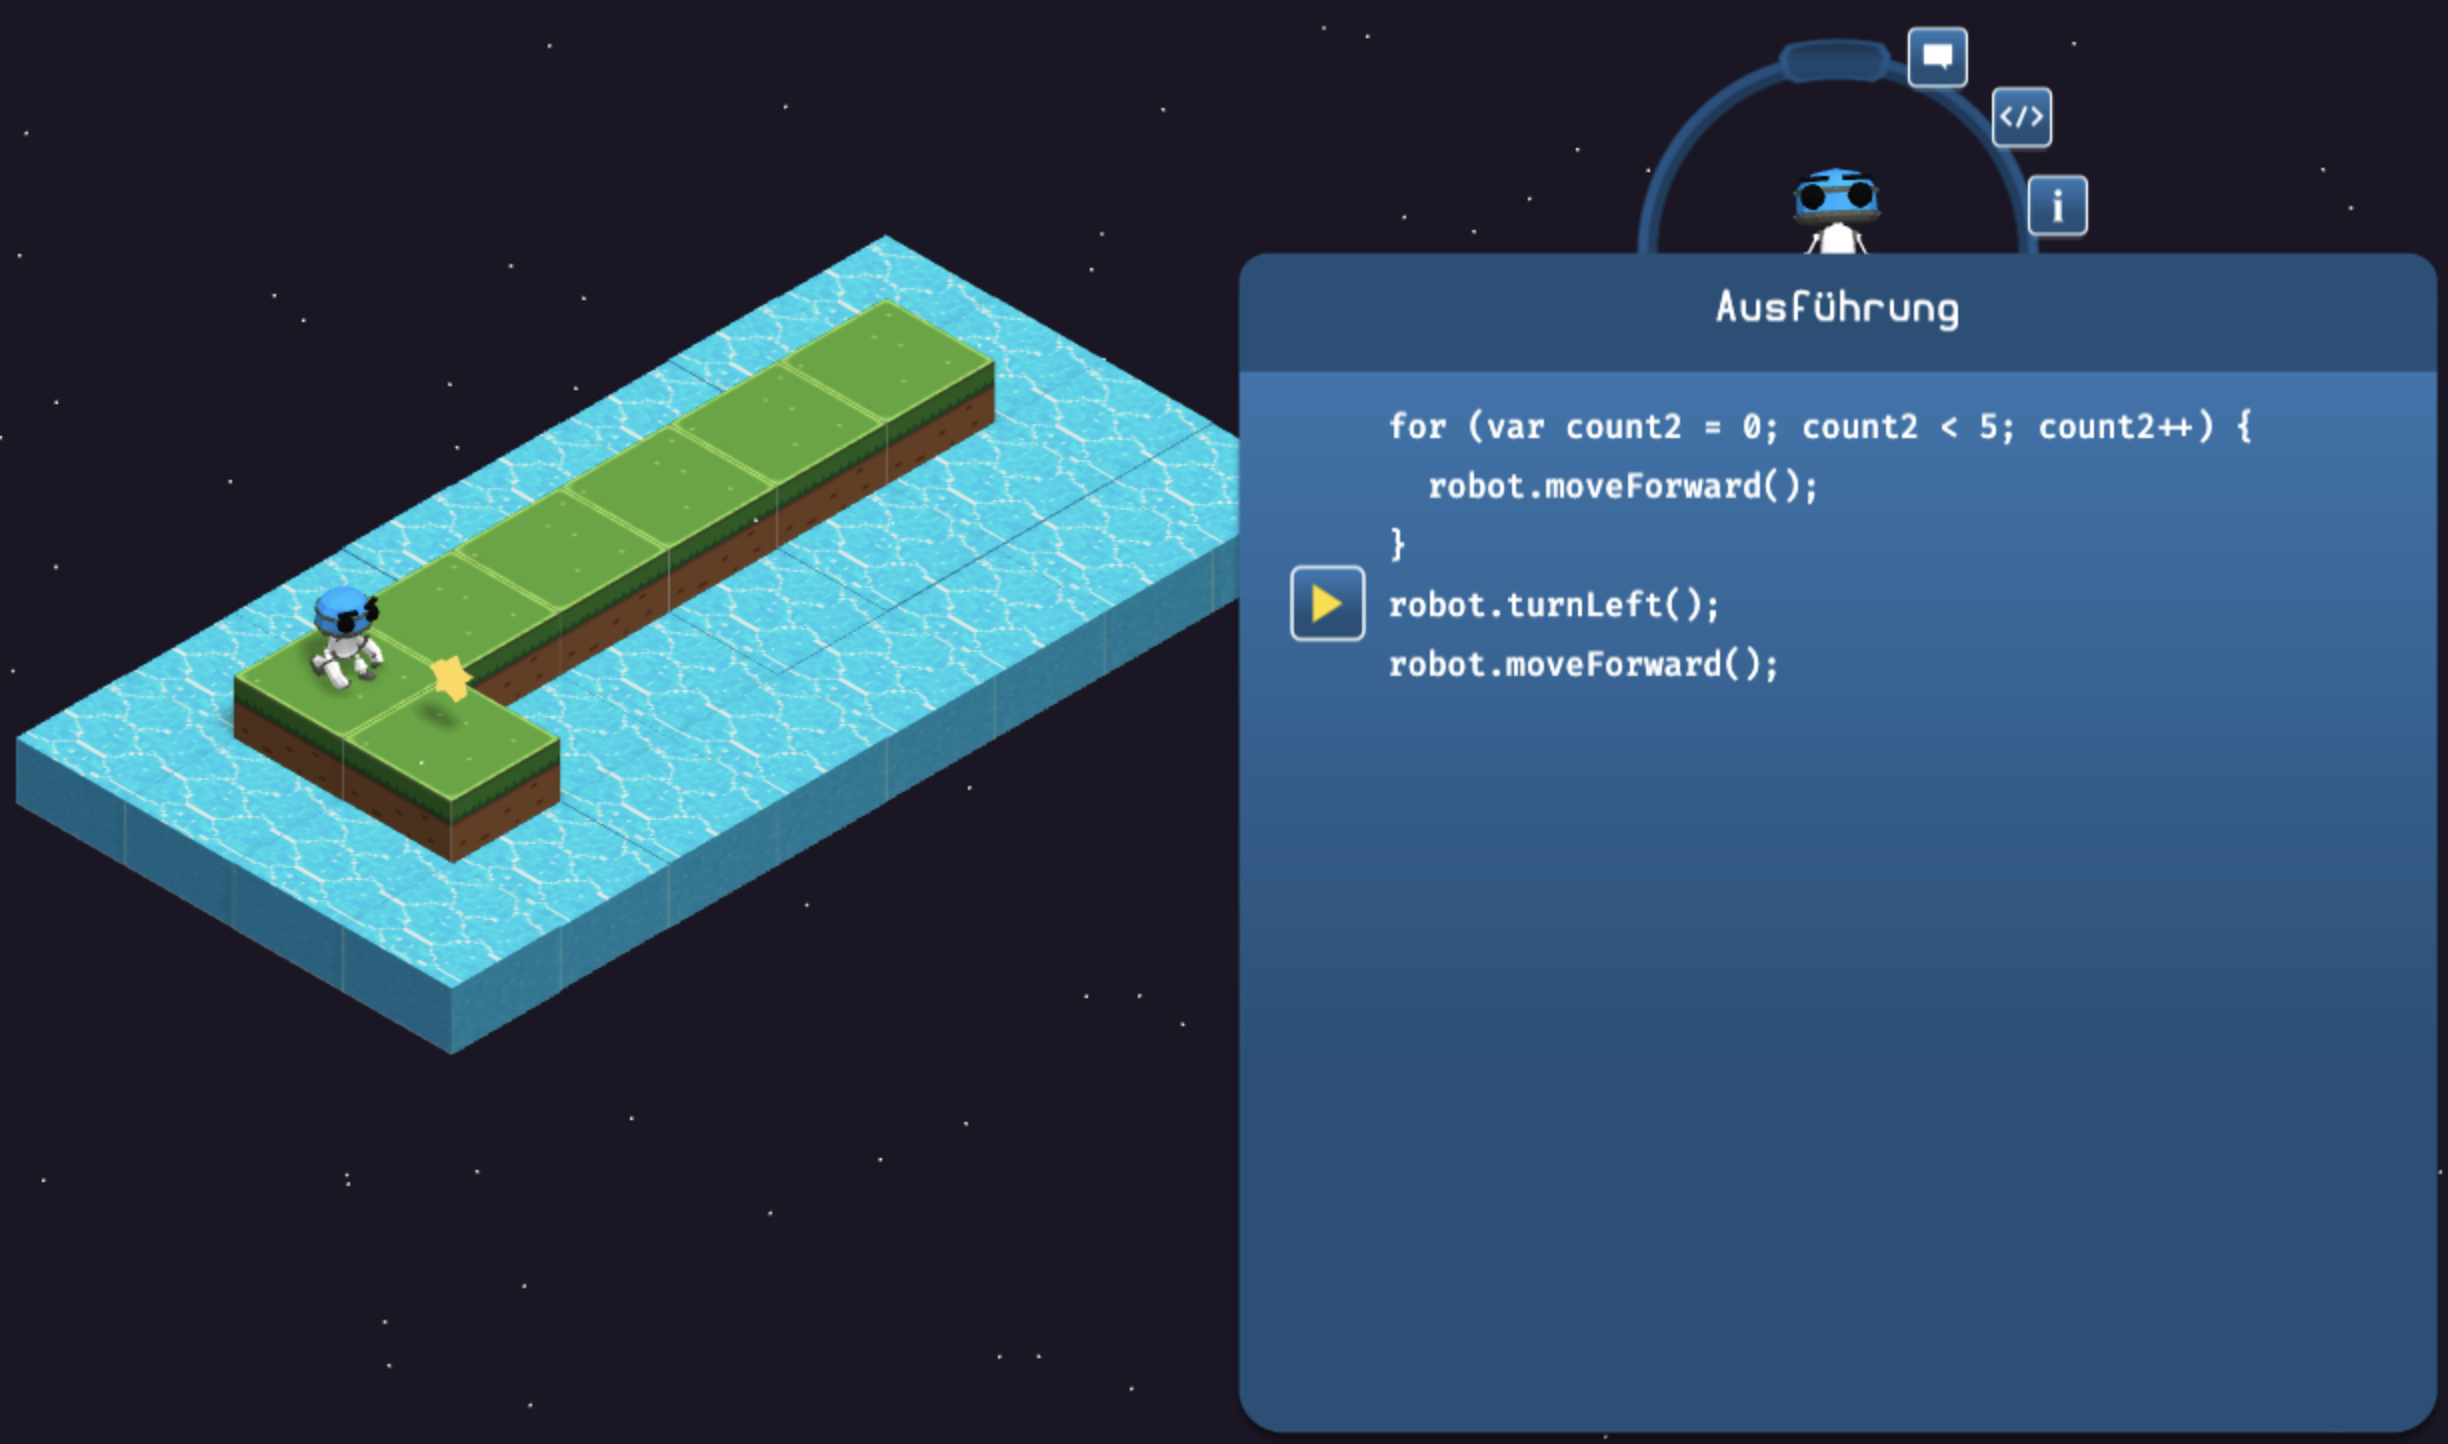 </>
i
Ausführung
for (var count2 = 0; count2 < 5; count2++) {
robot.moveForward();
}
robot.turnLeft();
robot.moveForward();